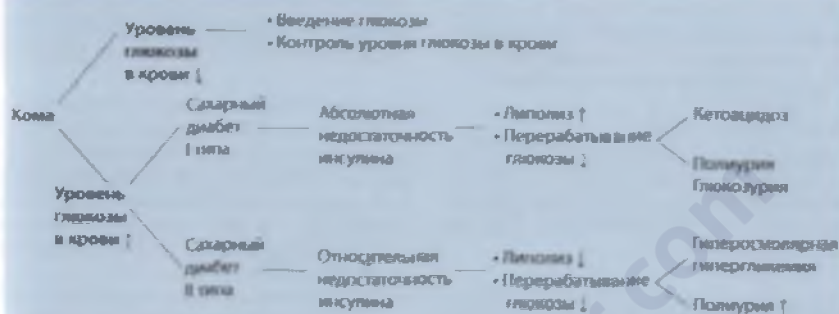 Уровень
глюкозы
в крови ↓
• Введение глюкозы
• Контроль уровня глюкозы в крови
Кома
Сахарный
диабет
I типа
Абсолютная
недостаточность
инсулина
• Липолиз ↑
• Перерабатывание
глюкозы ↓
Кетоацидоз
Полиурия
Глюкозурия
Уровень
глюкозы
в крови ↑
Сахарный
диабет
II типа
Относительная
недостаточность
инсулина
• Липолиз ↓
• Перерабатывание
глюкозы ↓
Гиперосмолярная
гипергликемия
Полиурия ↑
com